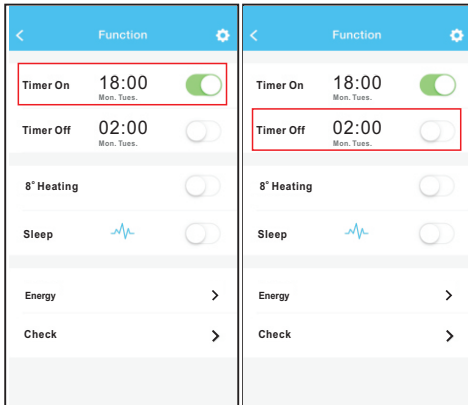 Function
Timer On 18:00
Mon. Tues.
Timer Off 02:00
Mon. Tues.
8° Heating
Sleep
Energy
Check
Function
Timer On 18:00
Mon. Tues.
Timer Off 02:00
Mon. Tues.
8° Heating
Sleep
Energy
Check